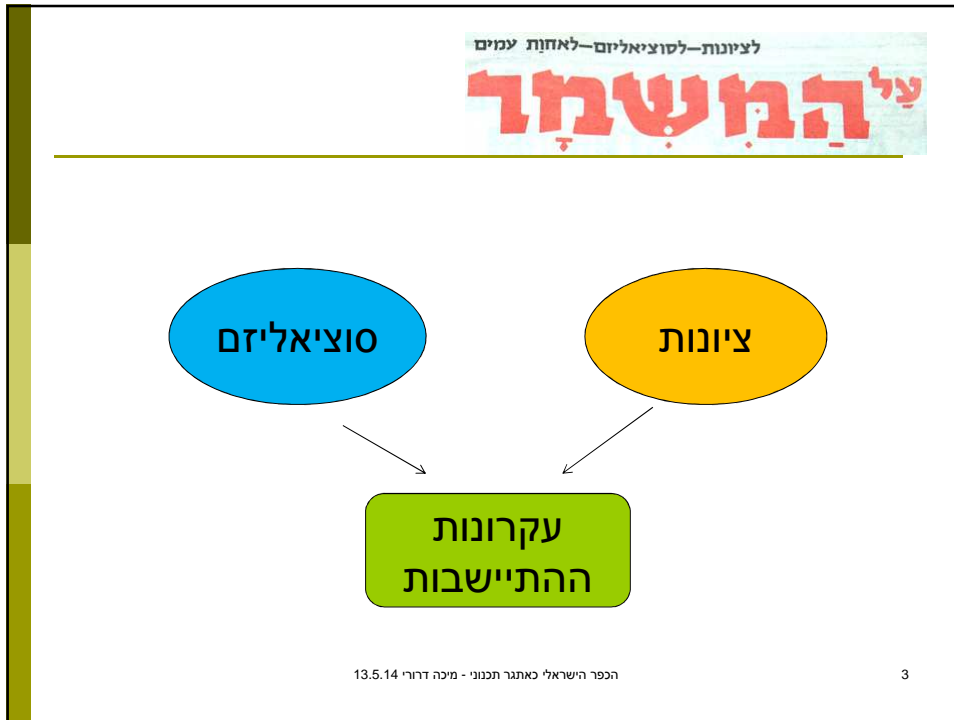 לציונות–לסוציאליזם–לאחוַת עמים
עַל הַמִּשְׁמָר
ציונות
סוציאליזם
עקרונות
ההתיישבות
הכפר הישראלי כאתגר תכנוני - מיכה דרורי 13.5.14
3